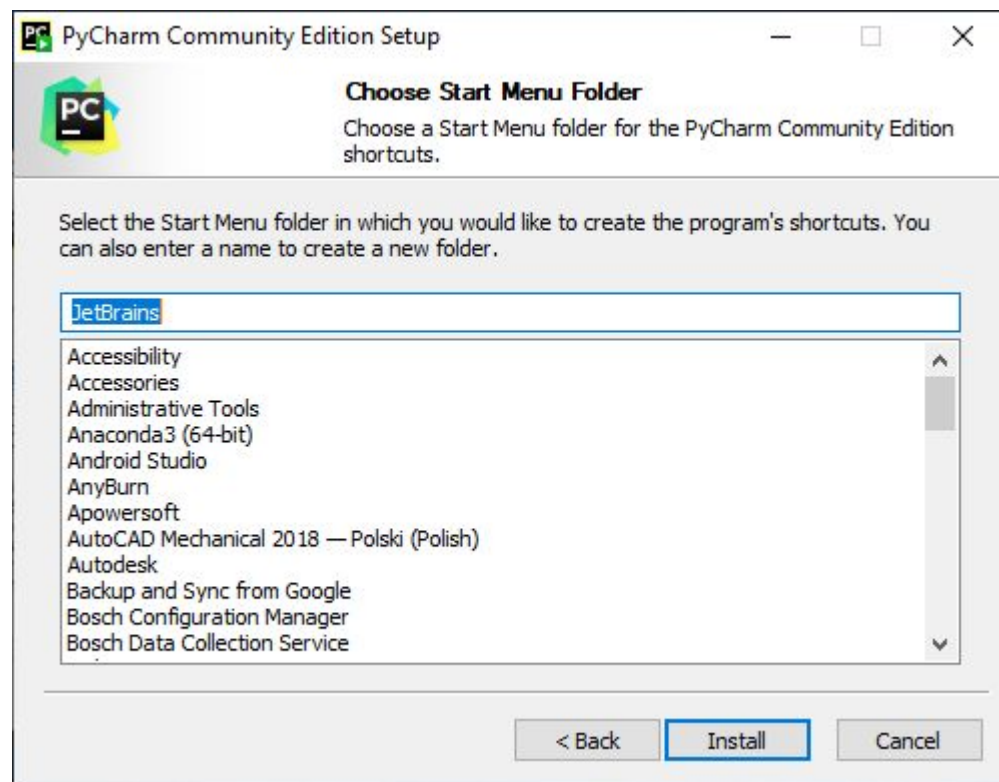 PyCharm Community Edition Setup
PC
Choose Start Menu Folder
Choose a Start Menu folder for the PyCharm Community Edition
shortcuts.
Select the Start Menu folder in which you would like to create the program's shortcuts. You
can also enter a name to create a new folder.
JetBrains
Accessibility
Accessories
Administrative Tools
Anaconda3 (64-bit)
Android Studio
AnyBurn
Apowersoft
AutoCAD Mechanical 2018 — Polski (Polish)
Autodesk
Backup and Sync from Google
Bosch Configuration Manager
Bosch Data Collection Service
< Back
Install
Cancel